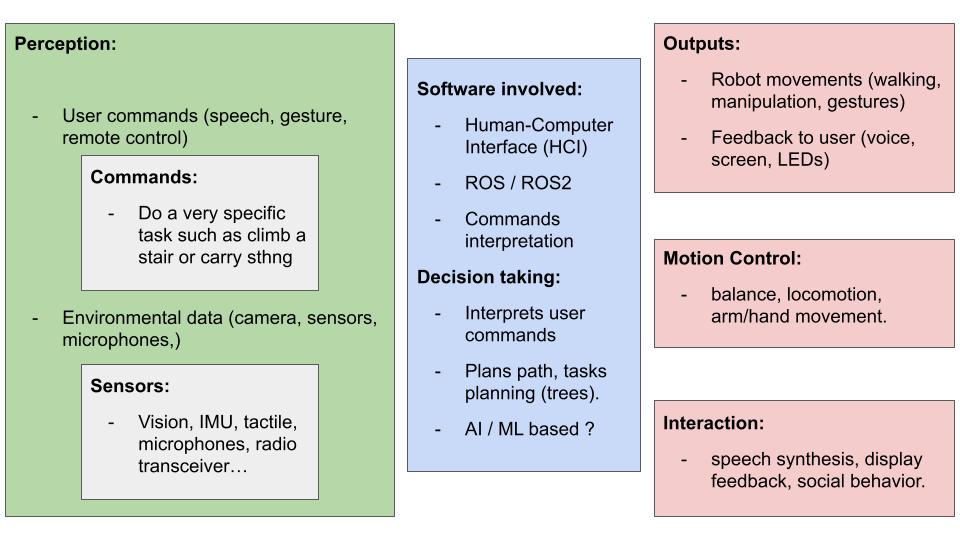 Perception:
- User commands (speech, gesture,
remote control)
Commands:
- Do a very specific
task such as climb a
stair or carry sthng
- Environmental data (camera, sensors,
microphones,)
Sensors:
- Vision, IMU, tactile,
microphones, radio
transceiver…
Software involved:
- Human-Computer
Interface (HCI)
- ROS / ROS2
- Commands
interpretation
Decision taking:
- Interprets user
commands
- Plans path, tasks
planning (trees).
- AI / ML based ?
Outputs:
- Robot movements (walking,
manipulation, gestures)
- Feedback to user (voice,
screen, LEDs)
Motion Control:
- balance, locomotion,
arm/hand movement.
Interaction:
- speech synthesis, display
feedback, social behavior.